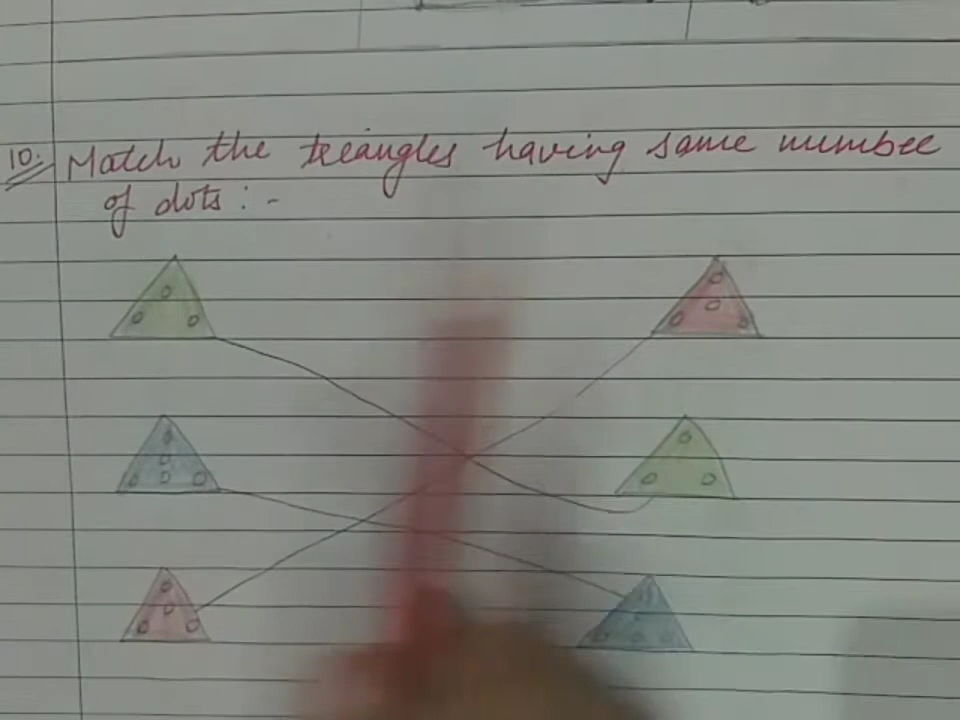 10. Match the triangles having same number
of dots : -